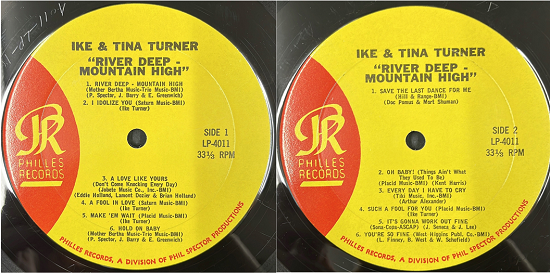 IKE & TINA TURNER
"RIVER DEEP -
MOUNTAIN HIGH"
1. RIVER DEEP - MOUNTAIN HIGH
(Mother Bertha Music-Trio Music-BMI)
(P. Spector, J. Barry & E. Greenwich)
2. I IDOLIZE YOU (Saturn Music-BMI)
(Ike Turner)
SIDE 1
LP-4011
33⅓ RPM
PR
PHILLES
RECORDS
3. A LOVE LIKE YOURS
(Don't Come Knocking Every Day)
(Jobete Music Co., Inc.-BMI)
(Eddie Holland, Lamont Dozier & Brian Holland)
4. A FOOL IN LOVE (Saturn Music-BMI)
(Ike Turner)
5. MAKE 'EM WAIT (Placid Music-BMI)
(Ike Turner)
6. HOLD ON BABY
(Mother Bertha Music-Trio Music-BMI)
(P. Spector, J. Barry & E. Greenwich)
PHILLES RECORDS, A DIVISION OF PHIL SPECTOR PRODUCTIONS
IKE & TINA TURNER
"RIVER DEEP -
MOUNTAIN HIGH"
1. SAVE THE LAST DANCE FOR ME
(Hill & Range-BMI)
(Doc Pomus & Mort Shuman)
SIDE 2
LP-4011
33⅓ RPM
PR
PHILLES
RECORDS
2. OH BABY! (Things Ain't What
They Used To Be)
(Placid Music-BMI) (Kent Harris)
3. EVERY DAY I HAVE TO CRY
(Tiki Music, Inc.-BMI)
(Arthur Alexander)
4. SUCH A FOOL FOR YOU (Placid Music-BMI)
(Ike Turner)
5. IT'S GONNA WORK OUT FINE
(Sona-Copa-ASCAP) (J. Seneca & J. Lee)
6. YOU'RE SO FINE (West Higgins Publ. Co.-BMI)
(L. Finney, B. West & W. Schofield)
PHILLES RECORDS, A DIVISION OF PHIL SPECTOR PRODUCTIONS